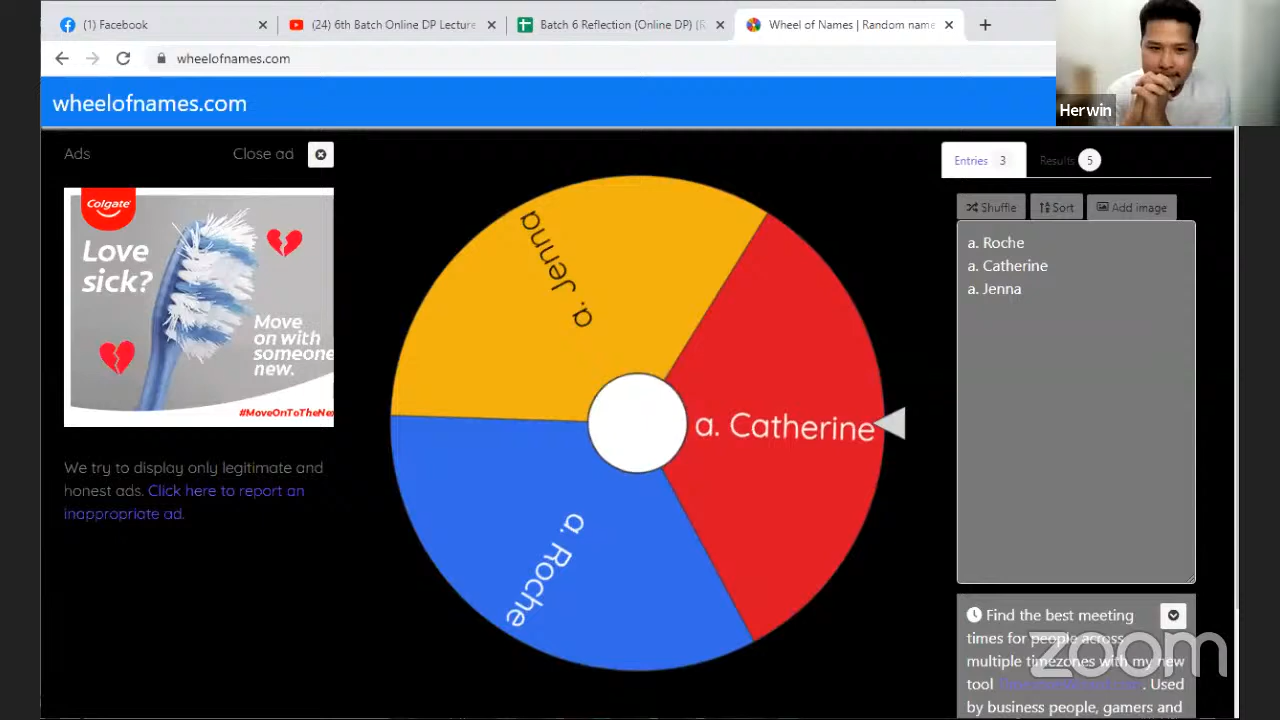 (1) Facebook
(24) 6th Batch Online DP Lecture
Batch 6 Reflection (Online DP) (R
Wheel of Names | Random name
wheelofnames.com
Herwin
wheelofnames.com
Ads
Close ad
Colgate
Love
sick?
Move
on with
someone
new.
#MoveOnToTheNex
We try to display only legitimate and
honest ads. Click here to report an
inappropriate ad.
a. Jenna
a. Catherine
a. Roche
Entries 3
Results 5
Shuffle
Sort
Add image
a. Roche
a. Catherine
a. Jenna
Find the best meeting
times for people across
multiple timezones with my new
tool
. Used
by business people, gamers and
zoom